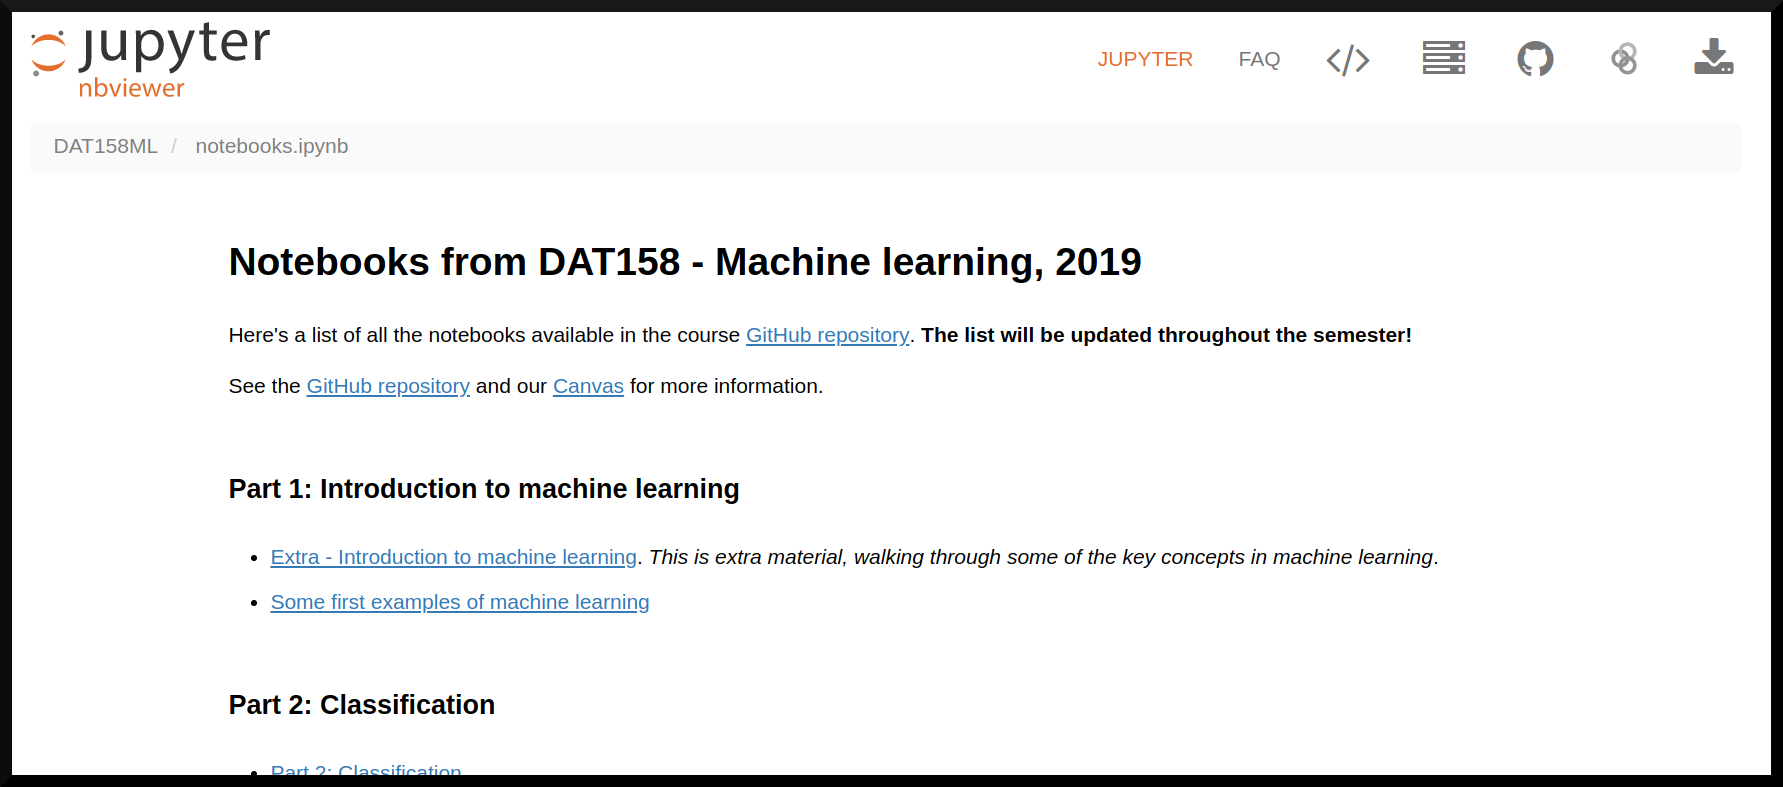 jupyter
nbviewer
JUPYTER FAQ
DAT158ML / notebooks.ipynb
Notebooks from DAT158 - Machine learning, 2019
Here's a list of all the notebooks available in the course GitHub repository. The list will be updated throughout the semester!
See the GitHub repository and our Canvas for more information.
Part 1: Introduction to machine learning
• Extra - Introduction to machine learning. This is extra material, walking through some of the key concepts in machine learning.
• Some first examples of machine learning
Part 2: Classification
• Part 2: Classification